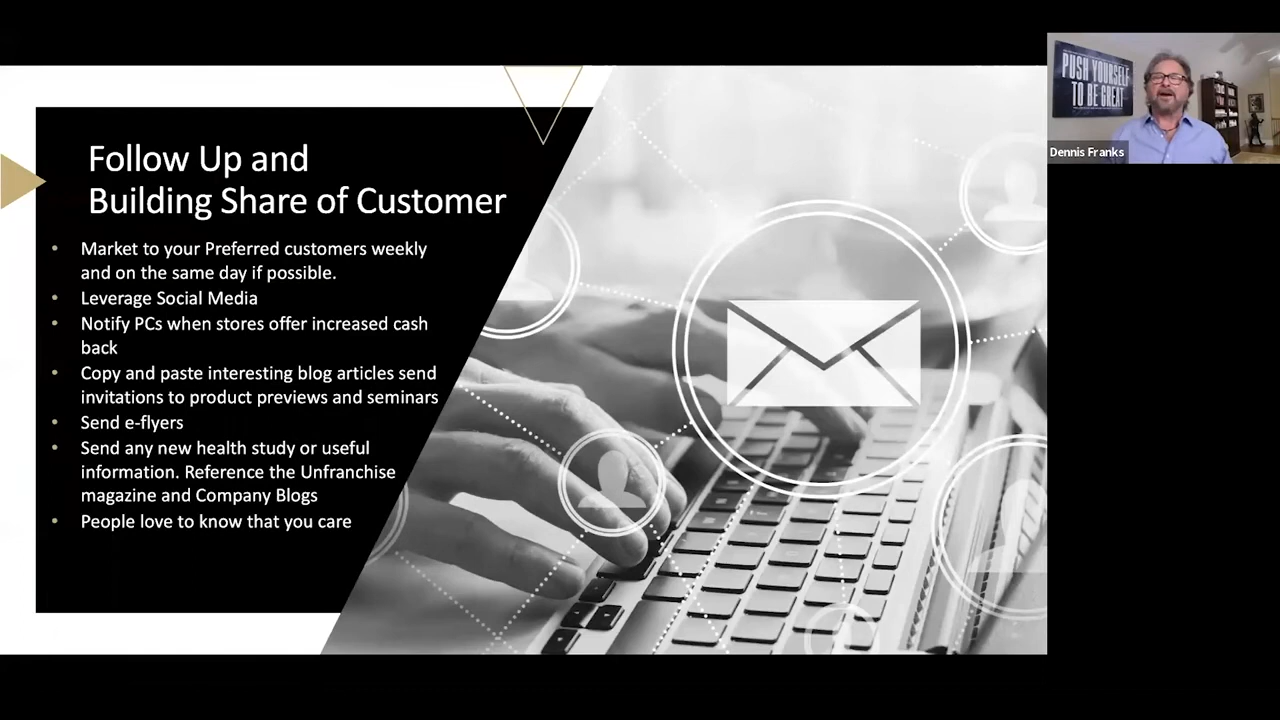 Follow Up and
Building Share of Customer
• Market to your Preferred customers weekly
and on the same day if possible.
• Leverage Social Media
• Notify PCs when stores offer increased cash
back
• Copy and paste interesting blog articles send
invitations to product previews and seminars
• Send e-flyers
• Send any new health study or useful
information. Reference the Unfranchise
magazine and Company Blogs
• People love to know that you care
PUSH YOURSELF
TO BE GREAT
Dennis Franks